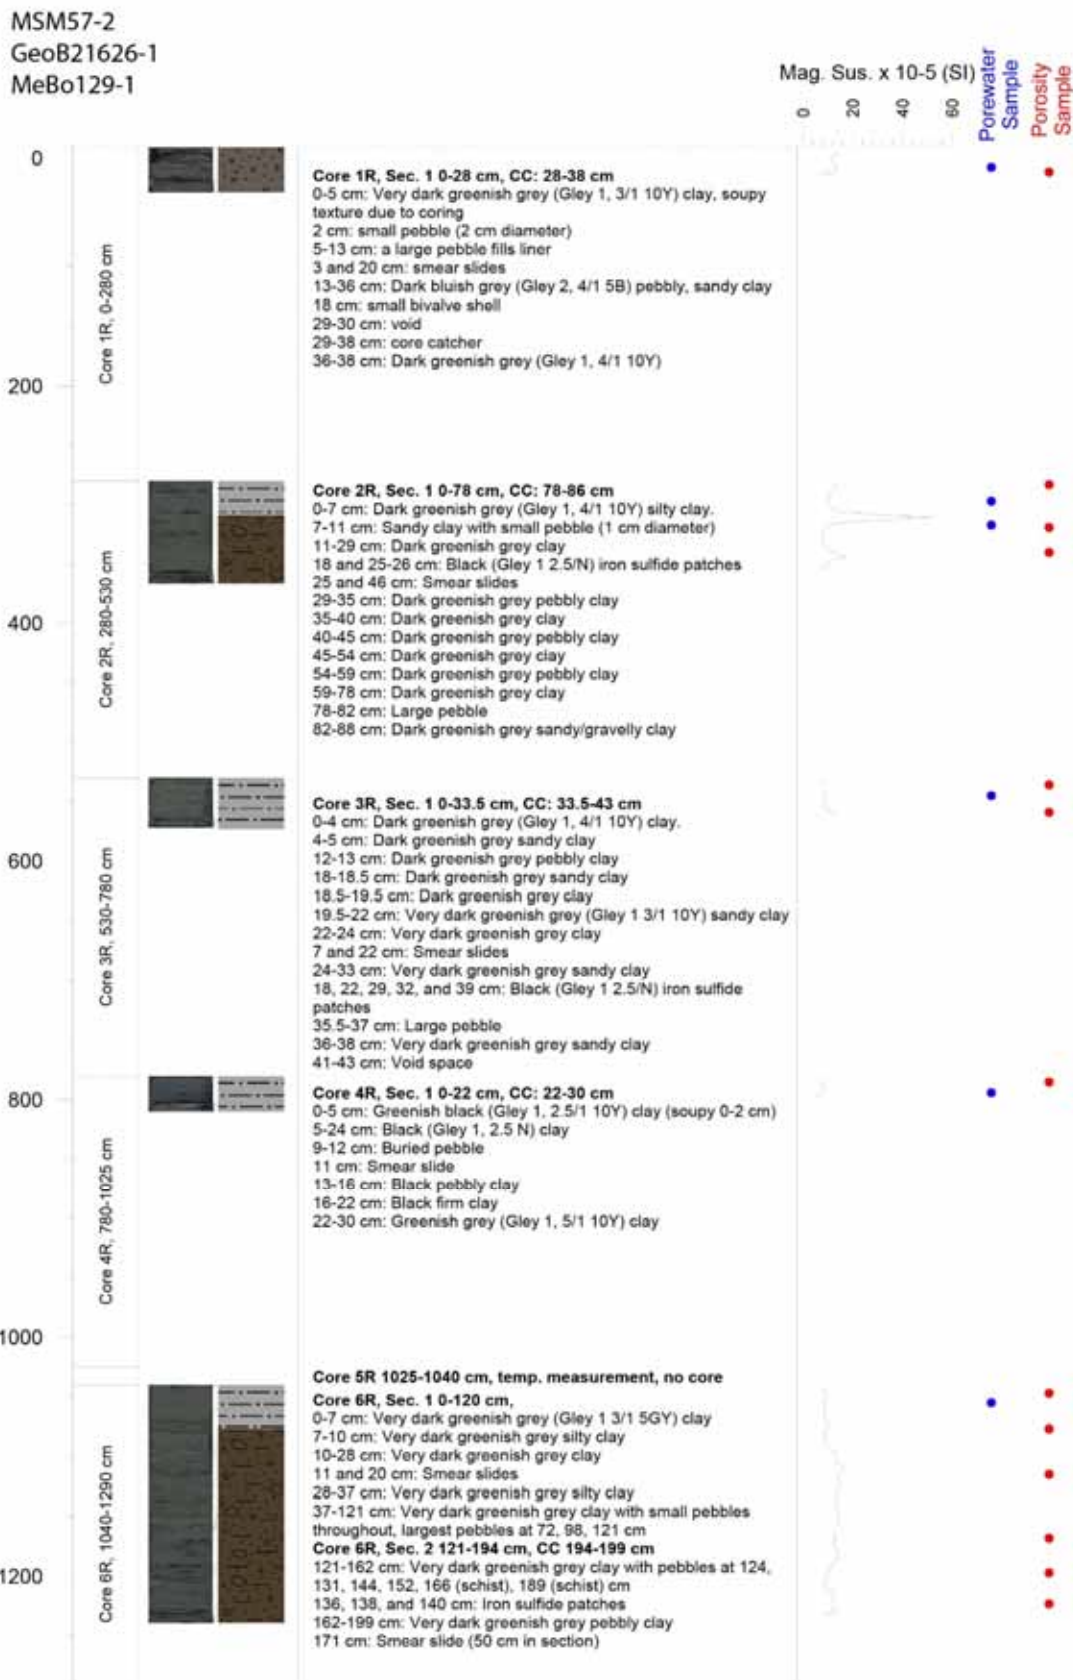 MSM57-2
GeoB21626-1
MeBo129-1
Mag. Sus. x 10-5 (SI)
0
20
40
60
Porewater
Sample
Porosity
Sample
0
200
400
600
800
1000
1200
Core 1R, 0-280 cm
Core 1R, Sec. 1 0-28 cm, CC: 28-38 cm
0-5 cm: Very dark greenish grey (Gley 1, 3/1 10Y) clay, soupy
texture due to coring
2 cm: small pebble (2 cm diameter)
5-13 cm: a large pebble fills liner
3 and 20 cm: smear slides
13-36 cm: Dark bluish grey (Gley 2, 4/1 5B) pebbly, sandy clay
18 cm: small bivalve shell
29-30 cm: void
29-38 cm: core catcher
36-38 cm: Dark greenish grey (Gley 1, 4/1 10Y)
Core 2R, 280-530 cm
Core 2R, Sec. 1 0-78 cm, CC: 78-86 cm
0-7 cm: Dark greenish grey (Gley 1, 4/1 10Y) silty clay.
7-11 cm: Sandy clay with small pebble (1 cm diameter)
11-29 cm: Dark greenish grey clay
18 and 25-26 cm: Black (Gley 1 2.5/N) iron sulfide patches
25 and 46 cm: Smear slides
29-35 cm: Dark greenish grey pebbly clay
35-40 cm: Dark greenish grey clay
40-45 cm: Dark greenish grey pebbly clay
45-54 cm: Dark greenish grey clay
54-59 cm: Dark greenish grey pebbly clay
59-78 cm: Dark greenish grey clay
78-82 cm: Large pebble
82-88 cm: Dark greenish grey sandy/gravelly clay
Core 3R, 530-780 cm
Core 3R, Sec. 1 0-33.5 cm, CC: 33.5-43 cm
0-4 cm: Dark greenish grey (Gley 1, 4/1 10Y) clay.
4-5 cm: Dark greenish grey sandy clay
12-13 cm: Dark greenish grey pebbly clay
18-18.5 cm: Dark greenish grey sandy clay
18.5-19.5 cm: Dark greenish grey clay
19.5-22 cm: Very dark greenish grey (Gley 1 3/1 10Y) sandy clay
22-24 cm: Very dark greenish grey clay
7 and 22 cm: Smear slides
24-33 cm: Very dark greenish grey sandy clay
18, 22, 29, 32, and 39 cm: Black (Gley 1 2.5/N) iron sulfide
patches
35.5-37 cm: Large pebble
36-38 cm: Very dark greenish grey sandy clay
41-43 cm: Void space
Core 4R, 780-1025 cm
Core 4R, Sec. 1 0-22 cm, CC: 22-30 cm
0-5 cm: Greenish black (Gley 1, 2.5/1 10Y) clay (soupy 0-2 cm)
5-24 cm: Black (Gley 1, 2.5 N) clay
9-12 cm: Buried pebble
11 cm: Smear slide
13-16 cm: Black pebbly clay
16-22 cm: Black firm clay
22-30 cm: Greenish grey (Gley 1, 5/1 10Y) clay
Core 5R 1025-1040 cm, temp. measurement, no core
Core 6R, 1040-1290 cm
Core 6R, Sec. 1 0-120 cm,
0-7 cm: Very dark greenish grey (Gley 1 3/1 5GY) clay
7-10 cm: Very dark greenish grey silty clay
10-28 cm: Very dark greenish grey clay
11 and 20 cm: Smear slides
28-37 cm: Very dark greenish grey silty clay
37-121 cm: Very dark greenish grey clay with small pebbles
throughout, largest pebbles at 72, 98, 121 cm
Core 6R, Sec. 2 121-194 cm, CC 194-199 cm
121-162 cm: Very dark greenish grey clay with pebbles at 124,
131, 144, 152, 166 (schist), 189 (schist) cm
136, 138, and 140 cm: Iron sulfide patches
162-199 cm: Very dark greenish grey pebbly clay
171 cm: Smear slide (50 cm in section)